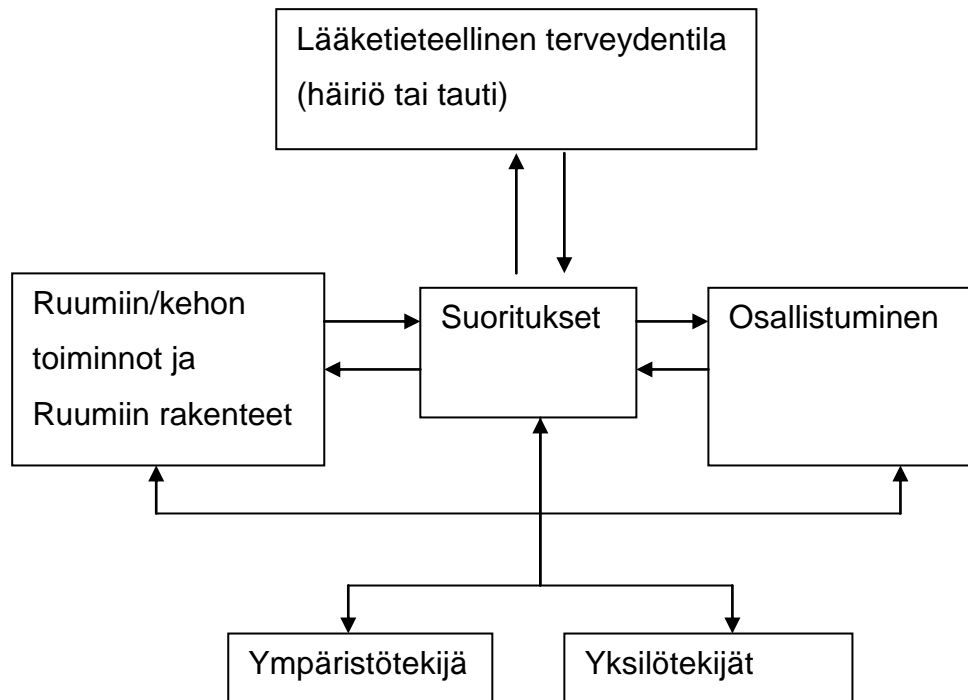 Lääketieteellinen terveydentila
(häiriö tai tauti)
Ruumiin/kehon
toiminnot ja
Ruumiin rakenteet
Suoritukset
Osallistuminen
Ympäristötekijä
Yksilötekijät